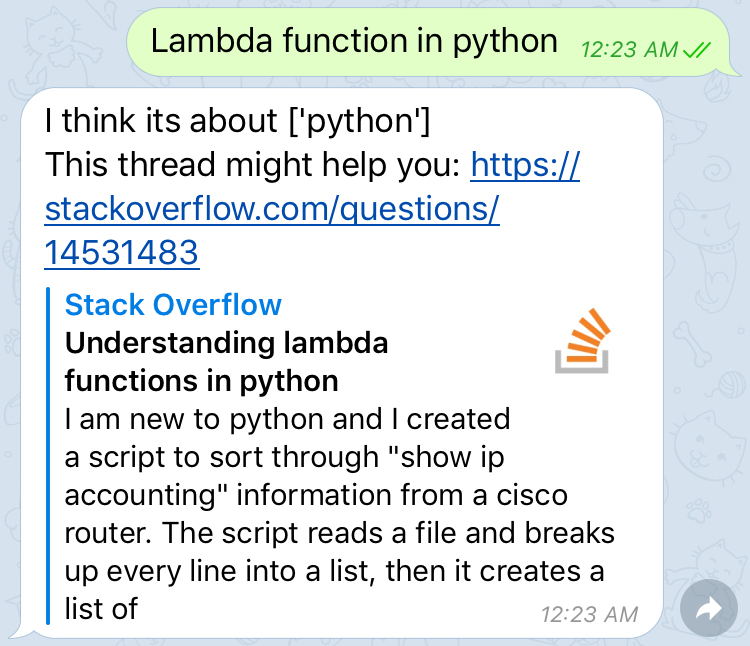 Lambda function in python
12:23 AM
I think its about ['python']
This thread might help you: https://
stackoverflow.com/questions/
14531483
Stack Overflow
Understanding lambda
functions in python
I am new to python and I created
a script to sort through "show ip
accounting" information from a cisco
router. The script reads a file and breaks
up every line into a list, then it creates a
list of
12:23 AM